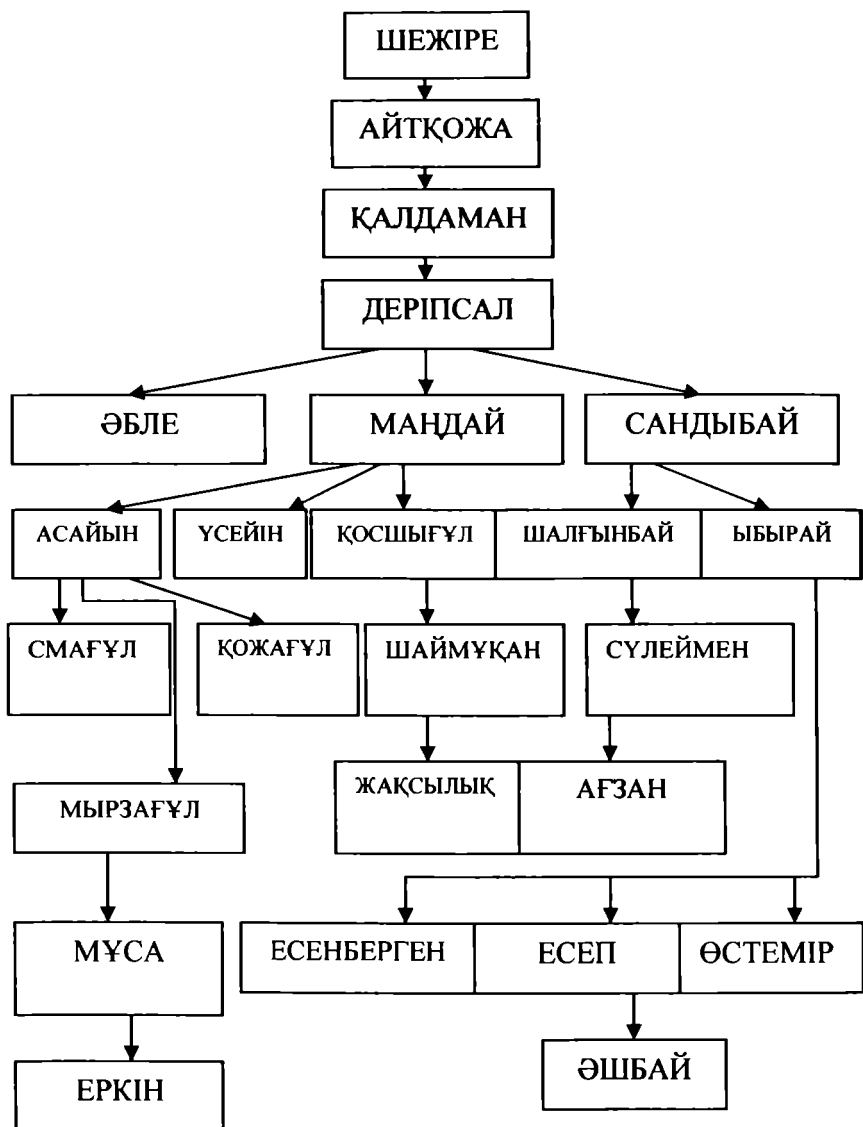 ШЕЖІРЕ
АЙТҚОЖА
ҚАЛДАМАН
ДЕРІПСАЛ
ӘБЛЕ МАҢДАЙ САНДЫБАЙ
АСАЙЫН ҮСЕЙІН ҚОСШЫҒҰЛ ШАЛҒЫНБАЙ ЫБЫРАЙ
СМАҒҰЛ ҚОЖАҒҰЛ ШАЙМҰҚАН СҮЛЕЙМЕН
ЖАҚСЫЛЫҚ АҒЗАН
МЫРЗАҒҰЛ
МҰСА ЕСЕНБЕРГЕН ЕСЕП ӨСТЕМІР
ӘШБАЙ
ЕРКІН